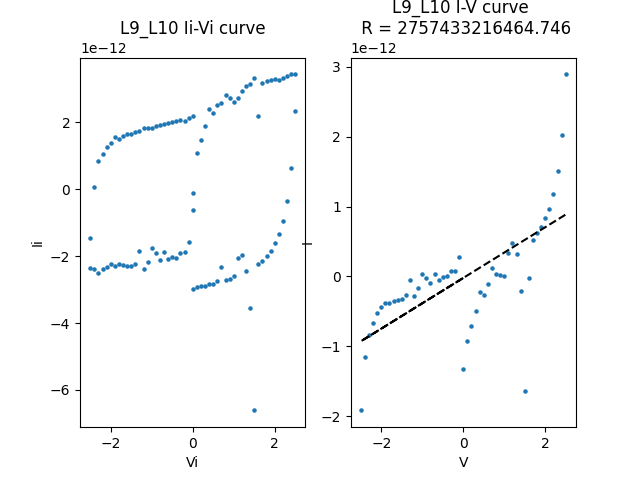 L9_L10 Ii-Vi curve
1e−12
2
0
−2
−4
−6
−2
0
2
Ii
Vi
L9_L10 I-V curve
R = 2757433216464.746
1e−12
3
2
1
0
−1
−2
−2
0
2
I
V